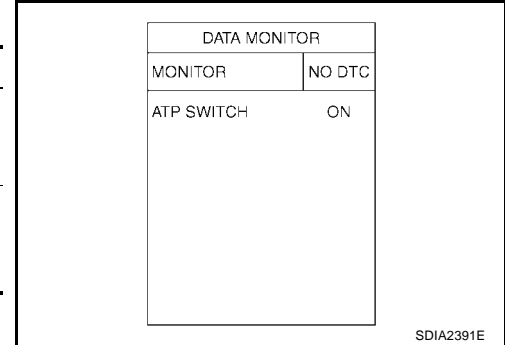 DATA MONITOR
MONITOR NO DTC
ATP SWITCH ON
SDIA2391E